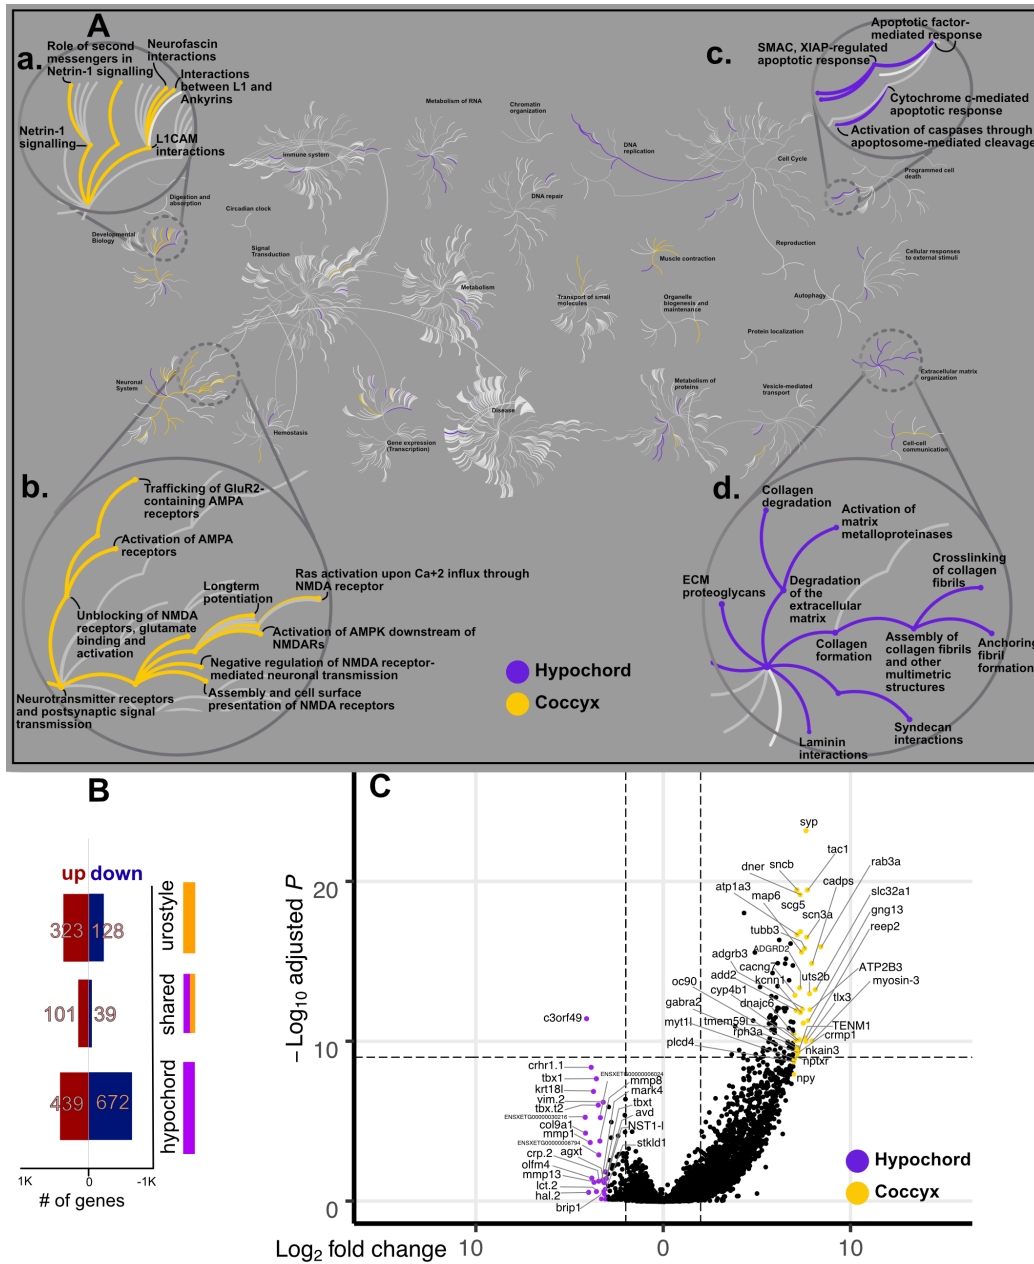 A
a.
Role of second
messengers in
Netrin-1 signalling
Neurofascin
interactions
Interactions
between L1 and
Ankyrins
Netrin-1
signalling
L1CAM
interactions
c.
Apoptotic factor-
mediated response
SMAC, XIAP-regulated
apoptotic response
Cytochrome c-mediated
apoptotic response
Activation of caspases through
apoptosome-mediated cleavage
Metabolism of RNA
Chromatin
organization
Immune system
DNA
replication
Cell Cycle
Programmed cell
death
Digestion and
absorption
DNA repair
Circadian clock
Developmental
Biology
Signal
Transduction
Reproduction
Muscle contraction
Cellular responses
to external stimuli
Metabolism
Transport of small
molecules
Organelle
biogenesis and
maintenance
Autophagy
Protein localization
Neuronal
System
Extracellular matrix
organization
Metabolism of
proteins
Vesicle-mediated
transport
Disease
Hemostasis
Gene expression
(Transcription)
Cell-cell
communication
b.
Trafficking of GluR2-
containing AMPA
receptors
Activation of AMPA
receptors
Ras activation upon Ca+2 influx through
NMDA receptor
Longterm
potentiation
Unblocking of NMDA
receptors, glutamate
binding and
activation
Activation of AMPK downstream of
NMDARs
Negative regulation of NMDA receptor-
mediated neuronal transmission
Assembly and cell surface
presentation of NMDA receptors
Neurotransmitter receptors
and postsynaptic signal
transmission
Hypochord
Coccyx
d.
Collagen
degradation
Activation of
matrix
metalloproteinases
Crosslinking
of collagen
fibrils
ECM
proteoglycans
Degradation
of the
extracellular
matrix
Collagen
formation
Assembly of
collagen fibrils
and other
multimetric
structures
Anchoring
fibril
formation
Syndecan
interactions
Laminin
interactions
B
up down
323 128
urostyle
101 39
shared
439 672
hypochord
1K 0 -1K
# of genes
C
−Log10 adjusted P
20
10
0
syp
tac1
dner
sncb
rab3a
atp1a3
cadps
map6
scg5
slc32a1
scn3a
gng13
tubb3
reep2
adgrb3
ADGRD2
cacng7
uts2b
ATP2B3
oc90
add2
kcnn1
myosin-3
cyp4b1
gabra2
dnajc6
tlx3
myt1l
tmem59l
TENM1
rph3a
crmp1
plcd4
nkain3
nptxr
npy
c3orf49
crhr1.1
tbx1
ENSXETG00000006024
mmp8
krt18l
mark4
vim.2
tbxt
tbx.t2
avd
ENSXETG00000030216
col9a1
NST1-l
mmp1
stkld1
ENSXETG00000008794
agxt
crp.2
olfm4
mmp13
lct.2
hal.2
brip1
Hypochord
Coccyx
Log2 fold change
10 0 10